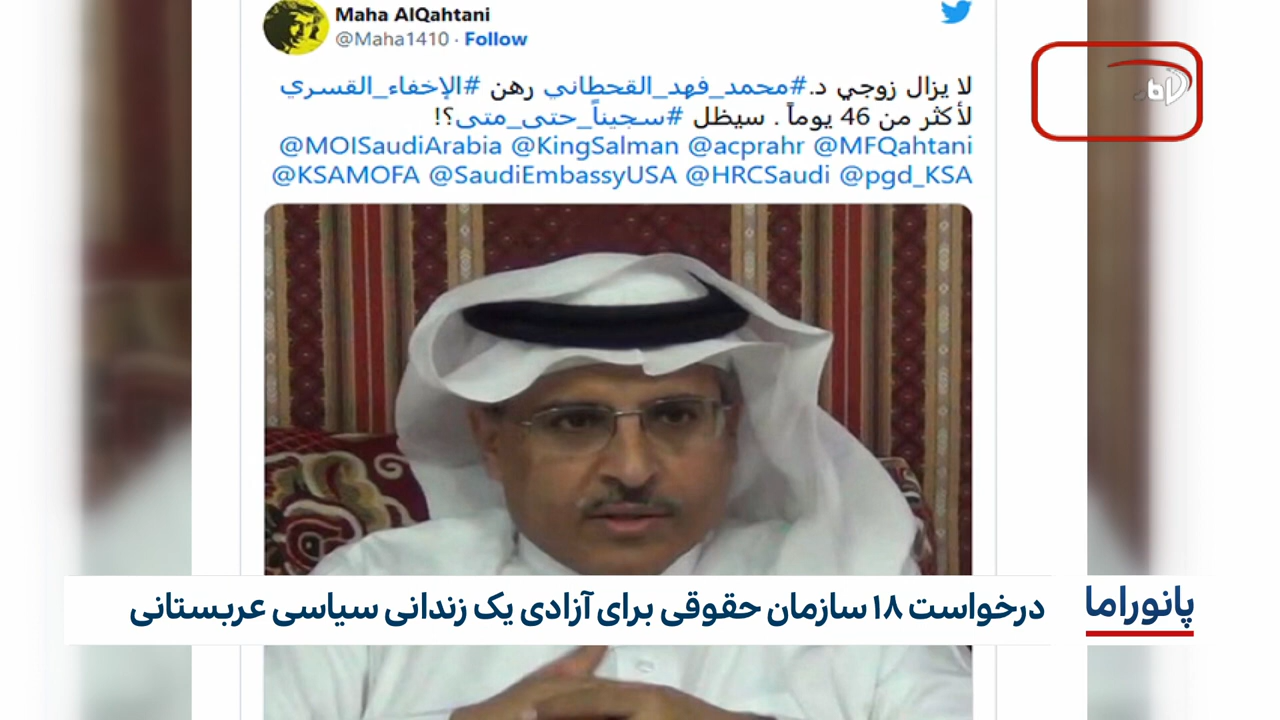 Maha AlQahtani
@Maha1410 · Follow
لا يزال زوجي د.#محمد_فهد_القحطاني رهن #الإخفاء_القسري
لأكثر من 46 يوماً . سيظل #سجيناً_حتى_متى؟!
@MOISaudiArabia @KingSalman @acprahr @MFQahtani
@KSAMOFA @SaudiEmbassyUSA @HRCSaudi @pgd_KSA
پانوراما
درخواست ۱۸ سازمان حقوقی برای آزادی یک زندانی سیاسی عربستانی